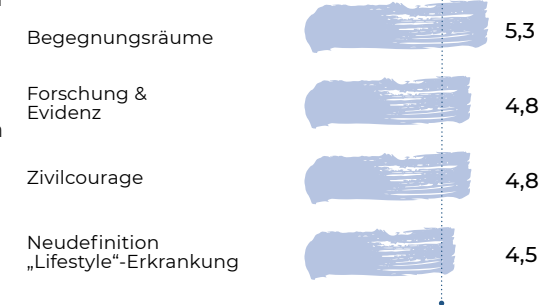 Begegnungsräume
5,3
Forschung &
Evidenz
4,8
Zivilcourage
4,8
Neudefinition
„Lifestyle“-Erkrankung
4,5